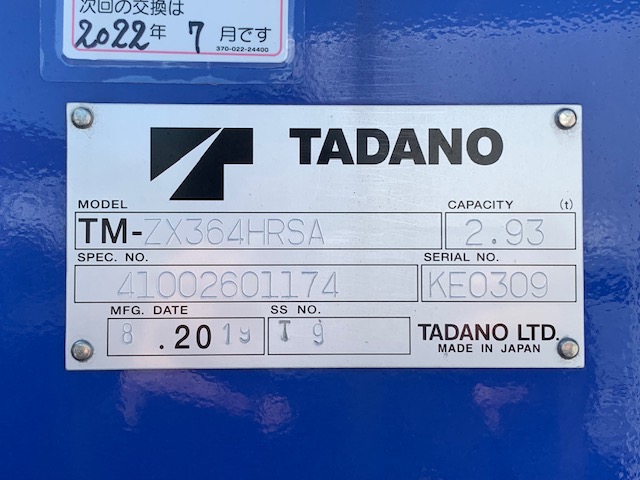 次回の交換は
2022年 7月です
370-022-24400
TADANO
MODEL CAPACITY (t)
TM-ZX364HRSA 2.93
SPEC. NO. SERIAL NO.
41002601174 KE0309
MFG. DATE SS NO.
8 .2019 T 9 TADANO LTD.
MADE IN JAPAN